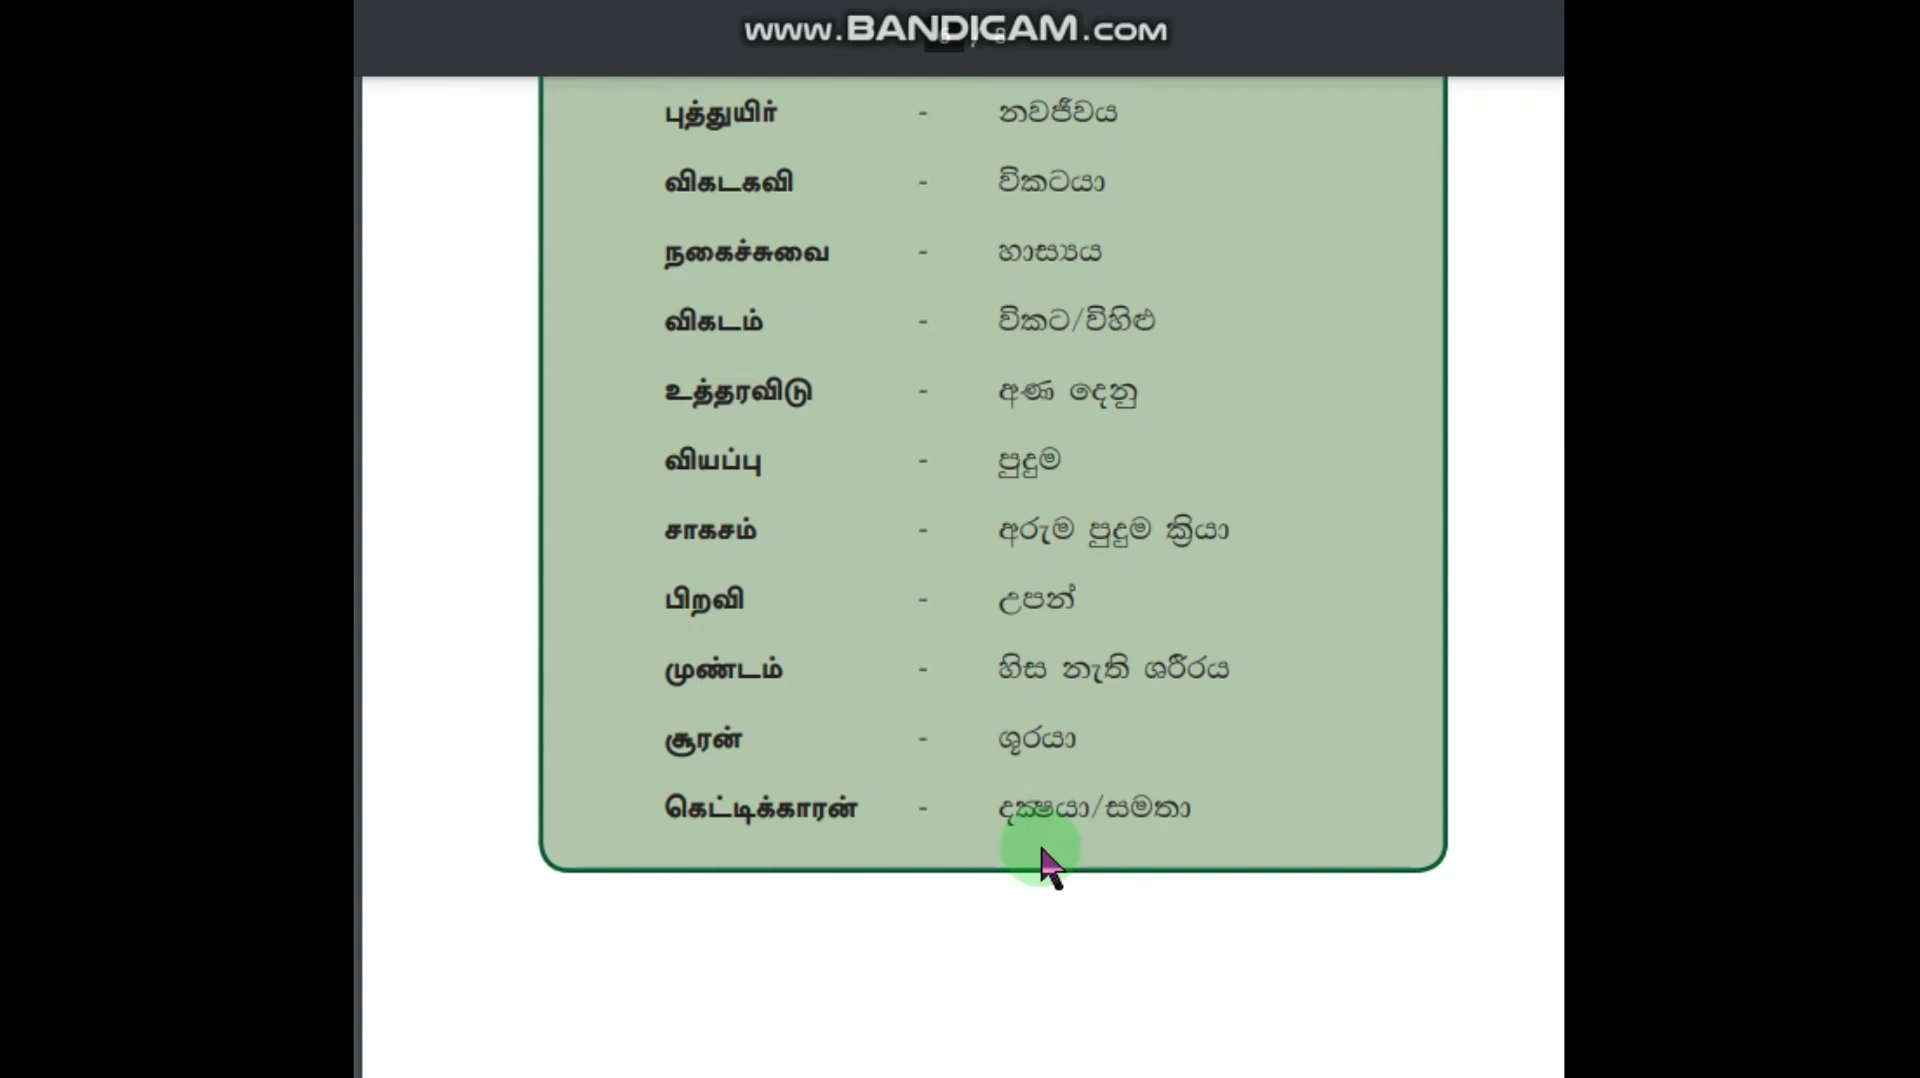 www.BANDICAM.com
புத்துயிர் - නවජීවය
விகடகவி - විකටයා
நகைச்சுவை - හාස්‍යය
விகடம் - විකට/විහිළු
உத்தரவிடு - අණ දෙනු
வியப்பு - පුදුම
சாகசம் - අරුම පුදුම ක්‍රියා
பிறவி - උපන්
முண்டம் - හිස නැති ශරීරය
சூரன் - ශූරයා
கெட்டிக்காரன் - දක්‍ෂයා/සමතා